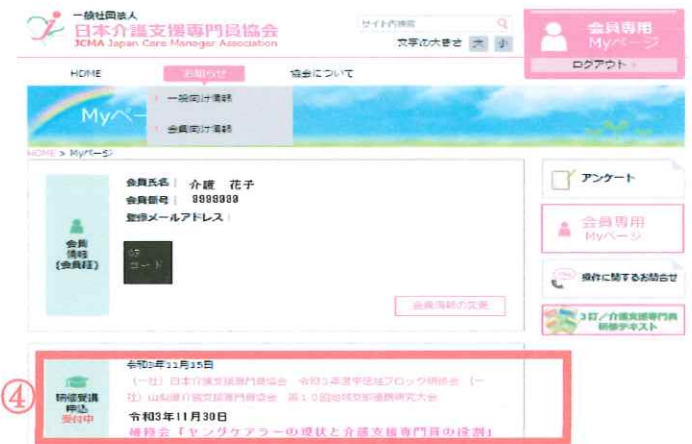 一般社団法人
日本介護支援専門員協会
JCMA Japan Care Manager Association
サイト内検索
文字の大きさ 大 小
会員専用
Myページ
ログアウト
HOME お知らせ 協会について
一般向け情報
会員向け情報
Myペー
HOME > Myページ
会員氏名 介護 花子
会員番号 9999999
登録メールアドレス
会員
情報
(会員証)
コード
会員情報の変更
アンケート
会員専用
Myページ
操作に関するお問合せ
3訂/介護支援専門員
研修テキスト
④
研修受講
申込
受付中
令和3年11月15日
(一社)日本介護支援専門員協会 令和3年度甲信越ブロック研修会 (一
社)山梨県介護支援専門員協会 第10回地域支部連携研究大会
令和3年11月30日
研修会「ヤングケアラーの現状と介護支援専門員の役割」